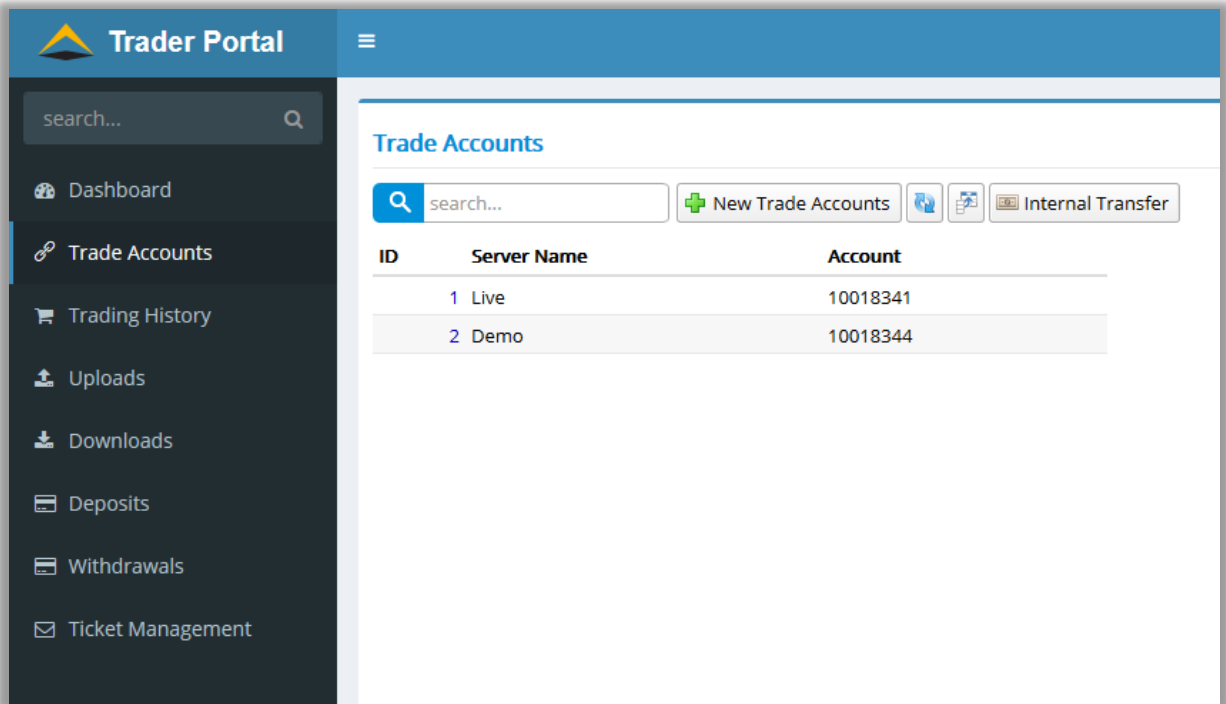 Trader Portal
search...
Dashboard
Trade Accounts
Trading History
Uploads
Downloads
Deposits
Withdrawals
Ticket Management
Trade Accounts
search... New Trade Accounts Internal Transfer
ID Server Name Account
1 Live 10018341
2 Demo 10018344